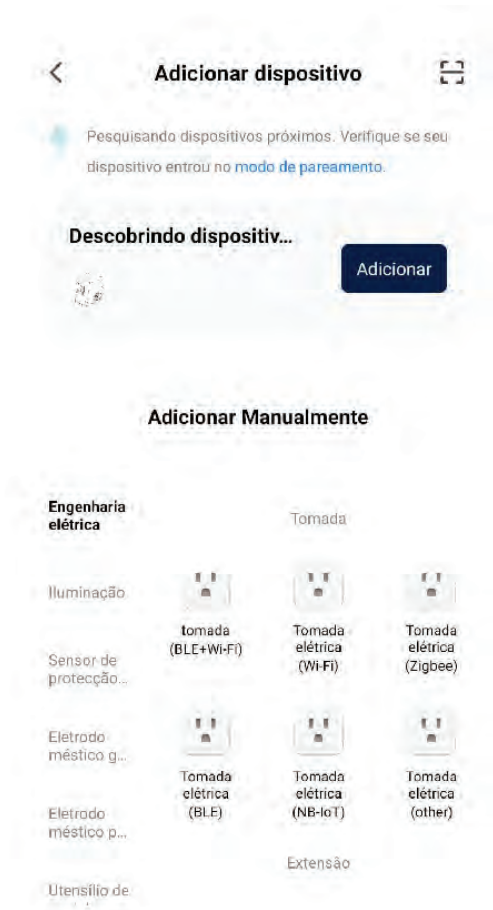 Adicionar dispositivo
Pesquisando dispositivos próximos. Verifique se seu
dispositivo entrou no modo de pareamento.
Descobrindo dispositiv...
Adicionar
Adicionar Manualmente
Engenharia
elétrica
Tomada
Iluminação
tomada
(BLE+Wi-Fi)
Tomada
elétrica
(Wi-Fi)
Tomada
elétrica
(Zigbee)
Sensor de
protecção...
Eletrodo
méstico g...
Tomada
elétrica
(BLE)
Tomada
elétrica
(NB-IoT)
Tomada
elétrica
(other)
Eletrodo
méstico p...
Extensão
Utensílio de